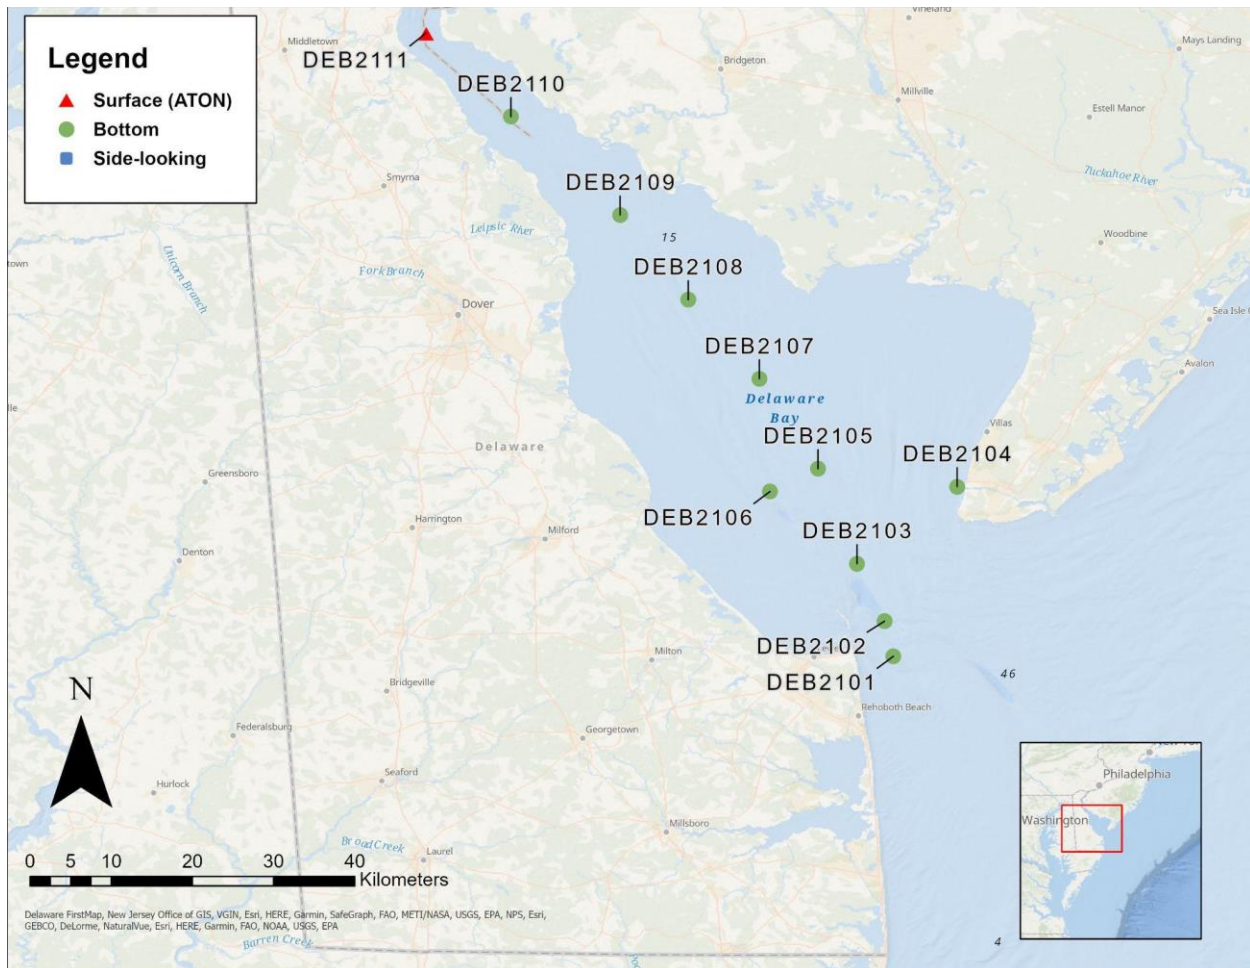 Legend
Surface (ATON)
Bottom
Side-looking
Middletown
Vineland
Mays Landing
DEB2111
Bridgeton
DEB2110
Millville
Estell Manor
Smyrna
DEB2109
Tuckahoe River
Leipsic River
15
Woodbine
Unicorn Branch
town
Fork Branch
DEB2108
Dover
Sea Isle
DEB2107
Avalon
Delaware
Bay
Villas
Delaware
DEB2105
DEB2104
Greensboro
DEB2106
Harrington
Milford
DEB2103
Denton
DEB2102
Milton
DEB2101
46
N
Bridgeville
Rehoboth Beach
Federalsburg
Georgetown
Philadelphia
Hurlock
Seaford
Washington
Millsboro
Broad Creek
Laurel
0 5 10 20 30 40
Kilometers
Delaware FirstMap, New Jersey Office of GIS, VGIN, Esri, HERE, Garmin, SafeGraph, FAO, METI/NASA, USGS, EPA, NPS, Esri,
GEBCO, DeLorme, NaturalVue, Esri, HERE, Garmin, FAO, NOAA, USGS, EPA
Barren Creek
4